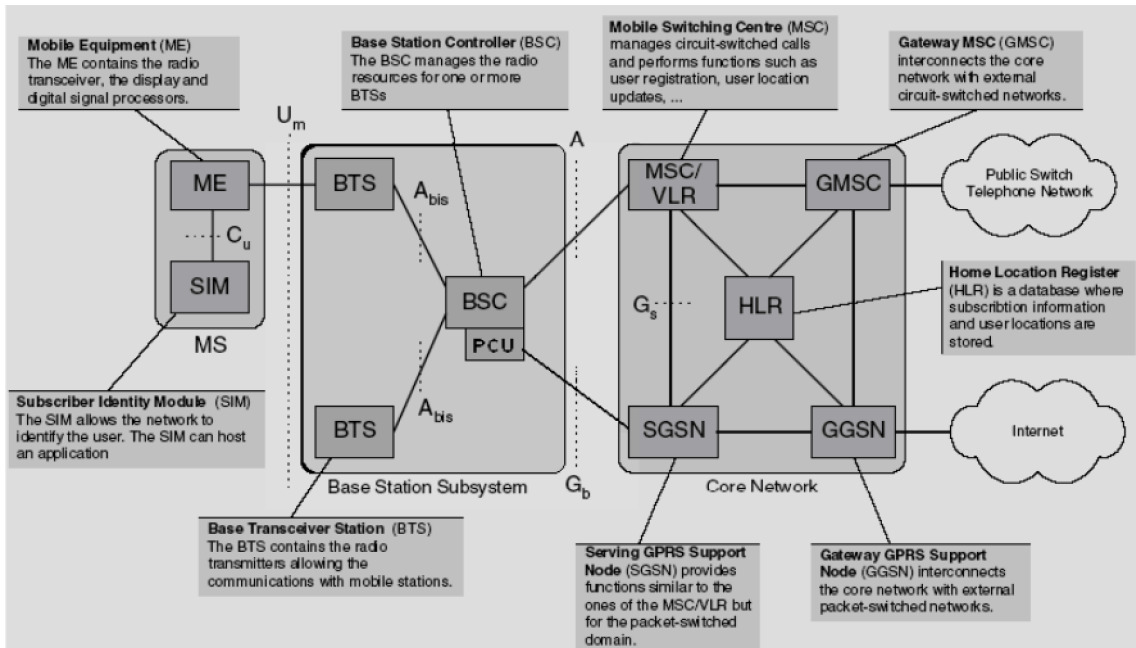 Mobile Equipment (ME)
The ME contains the radio
transceiver, the display and
digital signal processors.
Base Station Controller (BSC)
The BSC manages the radio
resources for one or more
BTSs
Mobile Switching Centre (MSC)
manages circuit-switched calls
and performs functions such as
user registration, user location
updates, ...
Gateway MSC (GMSC)
interconnects the core
network with external
circuit-switched networks.
Um
A
ME
BTS
Abis
MSC/
VLR
GMSC
Public Switch
Telephone Network
Cu
SIM
MS
BSC
PCU
Gs
HLR
Home Location Register
(HLR) is a database where
subscribtion information
and user locations are
stored.
Subscriber Identity Module (SIM)
The SIM allows the network to
identify the user. The SIM can host
an application
BTS
Abis
SGSN
GGSN
Internet
Base Station Subsystem
Gb
Core Network
Base Transceiver Station (BTS)
The BTS contains the radio
transmitters allowing the
communications with mobile stations.
Serving GPRS Support
Node (SGSN) provides
functions similar to the
ones of the MSC/VLR but
for the packet-switched
domain.
Gateway GPRS Support
Node (GGSN) interconnects
the core network with external
packet-switched networks.